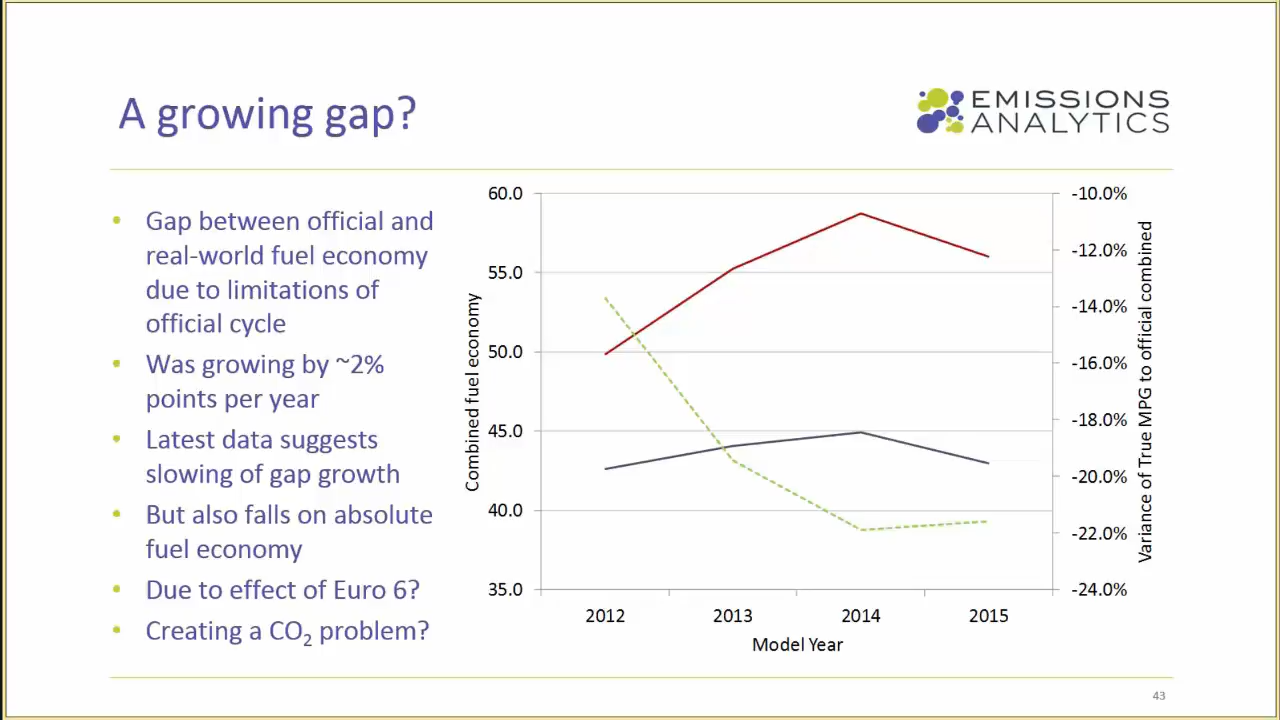 A growing gap?
EMISSIONS
ANALYTICS
• Gap between official and
real-world fuel economy
due to limitations of
official cycle
• Was growing by ~2%
points per year
• Latest data suggests
slowing of gap growth
• But also falls on absolute
fuel economy
• Due to effect of Euro 6?
• Creating a CO₂ problem?
Combined fuel economy
60.0
55.0
50.0
45.0
40.0
35.0
2012 2013 2014 2015
Model Year
-10.0%
-12.0%
-14.0%
-16.0%
-18.0%
-20.0%
-22.0%
-24.0%
Variance of True MPG to official combined
43